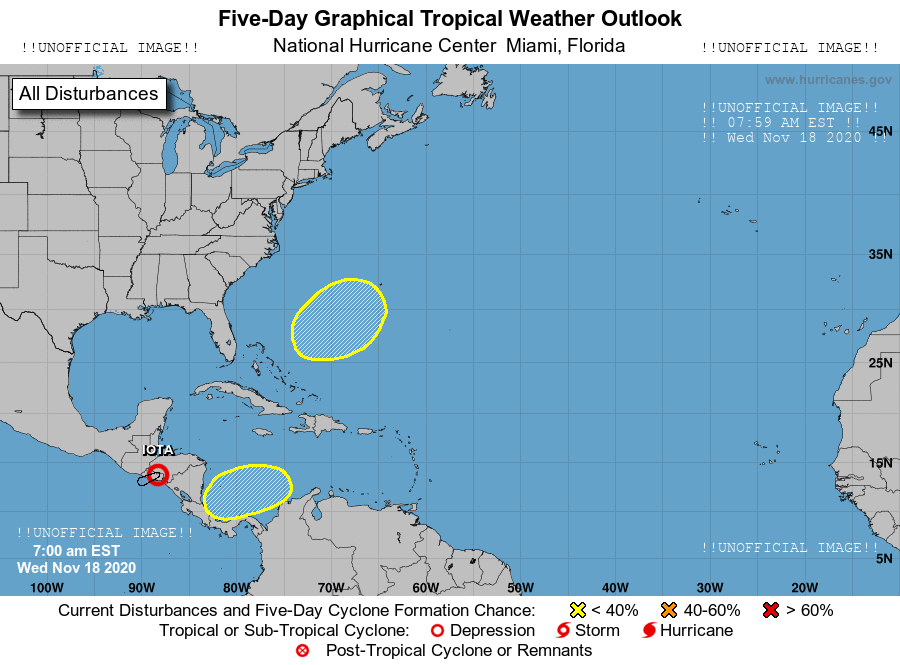 Five-Day Graphical Tropical Weather Outlook
!!UNOFFICIAL IMAGE!! National Hurricane Center Miami, Florida !!UNOFFICIAL IMAGE!!
www.hurricanes.gov
All Disturbances
!!UNOFFICIAL IMAGE!!
!! 07:59 AM EST !!
!! Wed Nov 18 2020 !!
45N
35N
25N
IOTA
15N
!!UNOFFICIAL IMAGE!!
7:00 am EST
!!UNOFFICIAL IMAGE!!
Wed Nov 18 2020
5N
100W 90W 80W 70W 60W 50W 40W 30W 20W
Current Disturbances and Five-Day Cyclone Formation Chance: < 40% 40-60% > 60%
Tropical or Sub-Tropical Cyclone: Depression Storm Hurricane
Post-Tropical Cyclone or Remnants